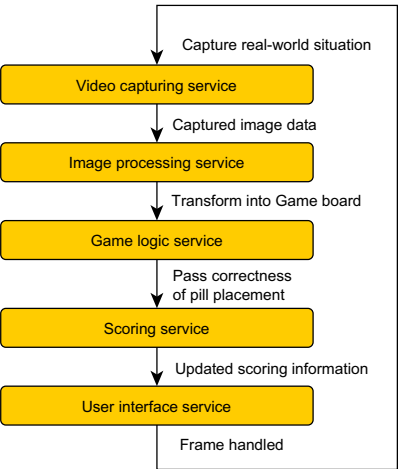 Capture real-world situation
Video capturing service
Captured image data
Image processing service
Transform into Game board
Game logic service
Pass correctness
of pill placement
Scoring service
Updated scoring information
User interface service
Frame handled